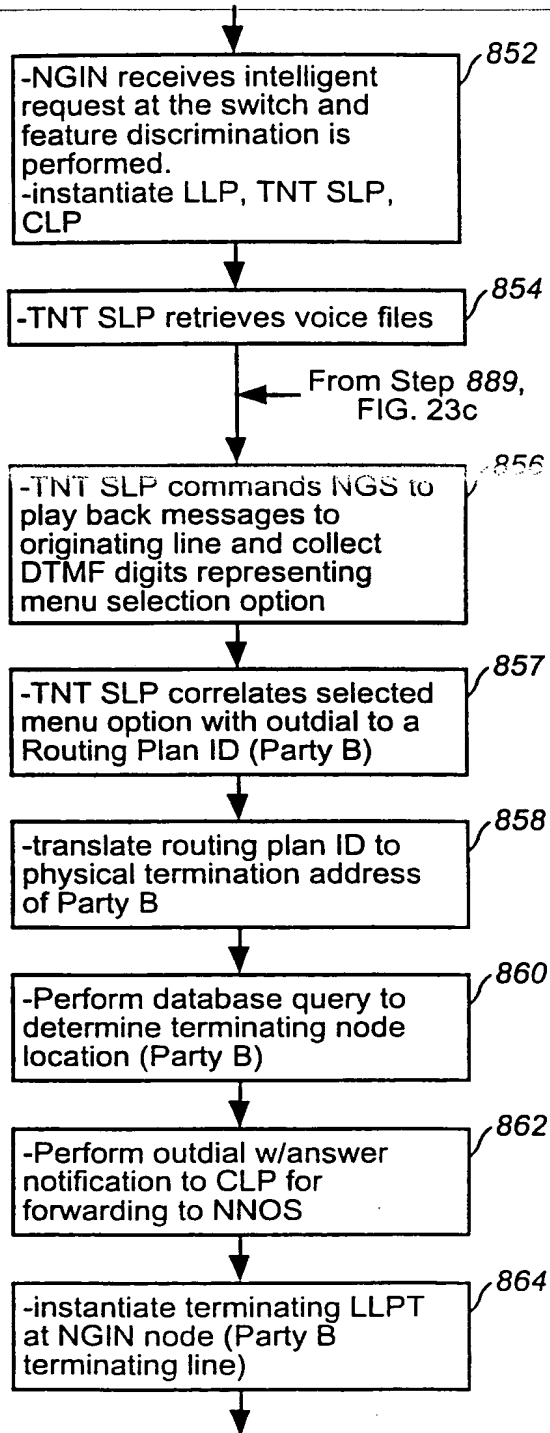 852
-NGIN receives intelligent
request at the switch and
feature discrimination is
performed.
-instantiate LLP, TNT SLP,
CLP
854
-TNT SLP retrieves voice files
From Step 889,
FIG. 23c
856
-TNT SLP commands NGS to
play back messages to
originating line and collect
DTMF digits representing
menu selection option
857
-TNT SLP correlates selected
menu option with outdial to a
Routing Plan ID (Party B)
858
-translate routing plan ID to
physical termination address
of Party B
860
-Perform database query to
determine terminating node
location (Party B)
862
-Perform outdial w/answer
notification to CLP for
forwarding to NNOS
864
-instantiate terminating LLPT
at NGIN node (Party B
terminating line)